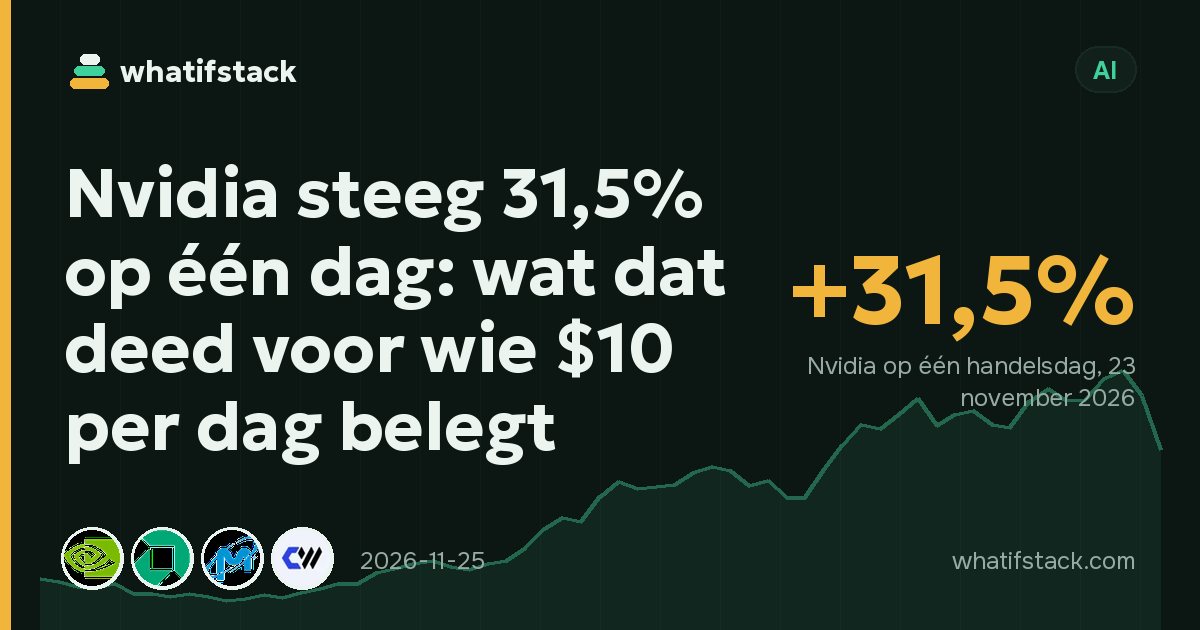 whatifstack
AI
Nvidia steeg 31,5%
op één dag: wat dat
deed voor wie $10
per dag belegt
+31,5%
Nvidia op één handelsdag, 23
november 2026
2026-11-25
whatifstack.com